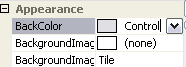 Appearance
BackColor Control
BackgroundImag (none)
BackgroundImag Tile